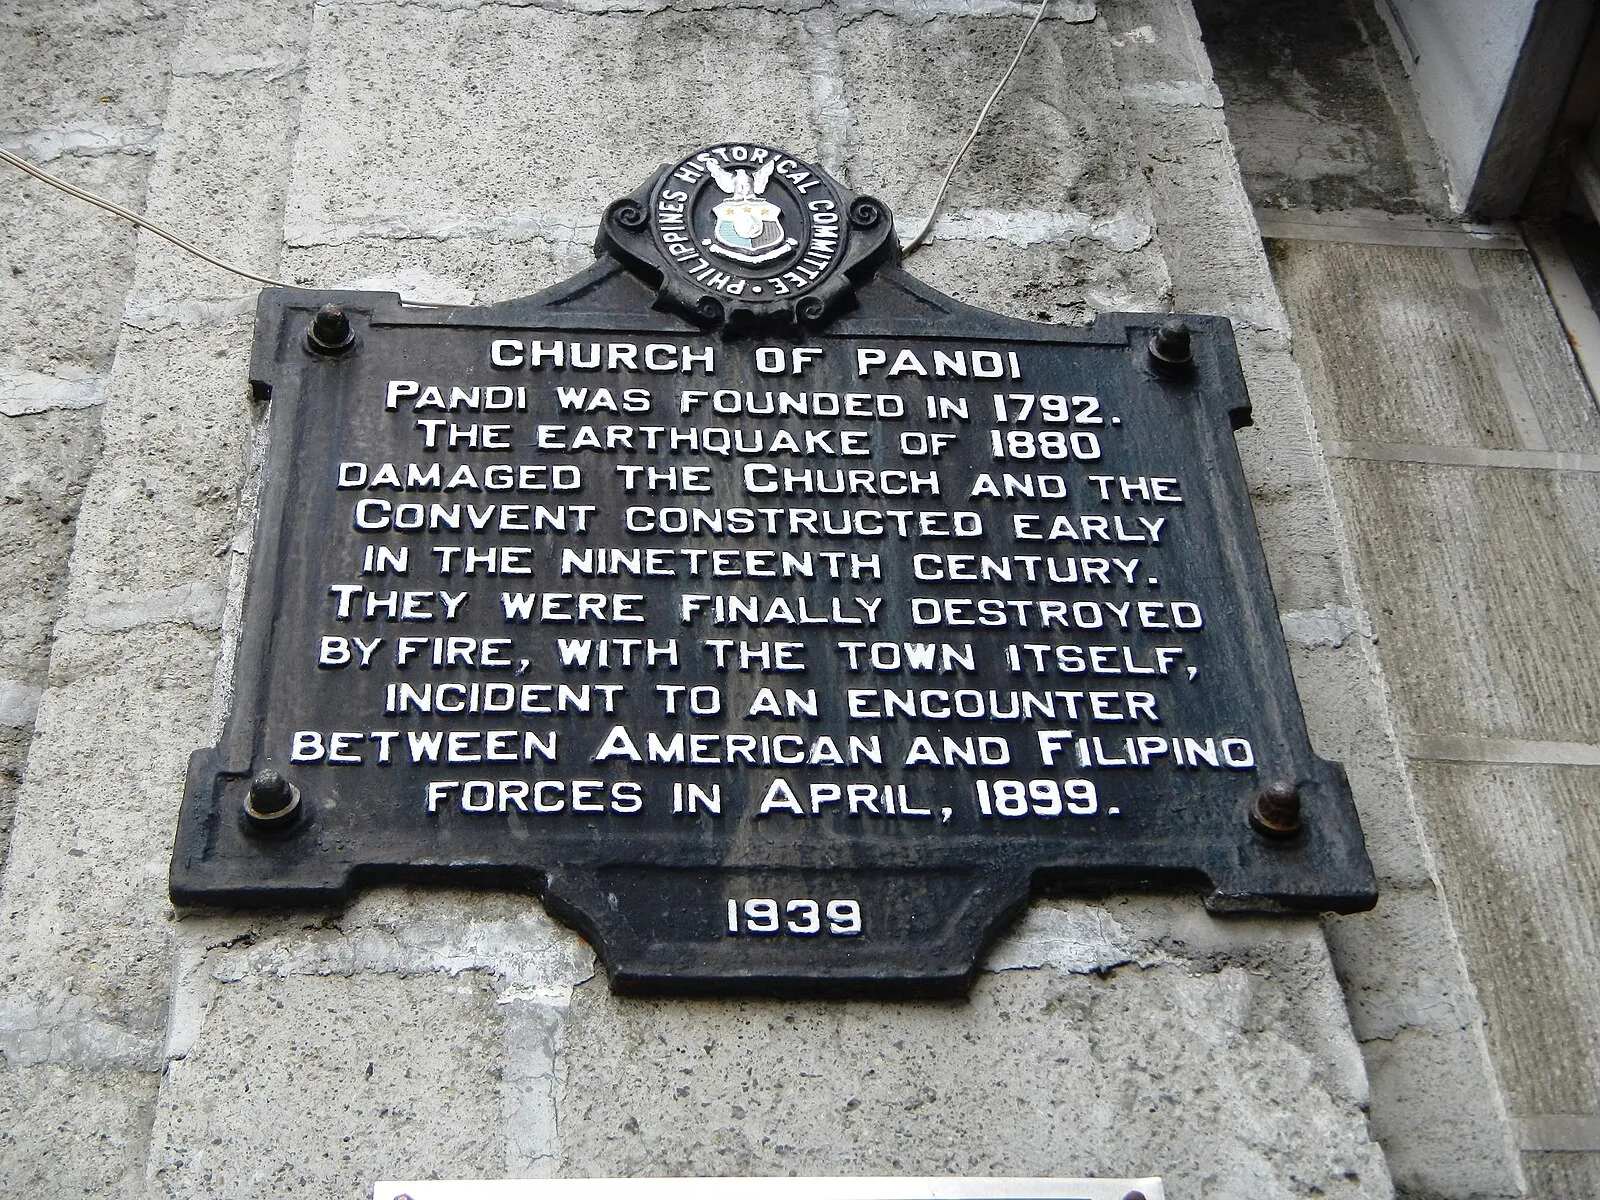 PHILIPPINES HISTORICAL COMMITTEE •
CHURCH OF PANDI
PANDI WAS FOUNDED IN 1792.
THE EARTHQUAKE OF 1880
DAMAGED THE CHURCH AND THE
CONVENT CONSTRUCTED EARLY
IN THE NINETEENTH CENTURY.
THEY WERE FINALLY DESTROYED
BY FIRE, WITH THE TOWN ITSELF,
INCIDENT TO AN ENCOUNTER
BETWEEN AMERICAN AND FILIPINO
FORCES IN APRIL, 1899.
1939